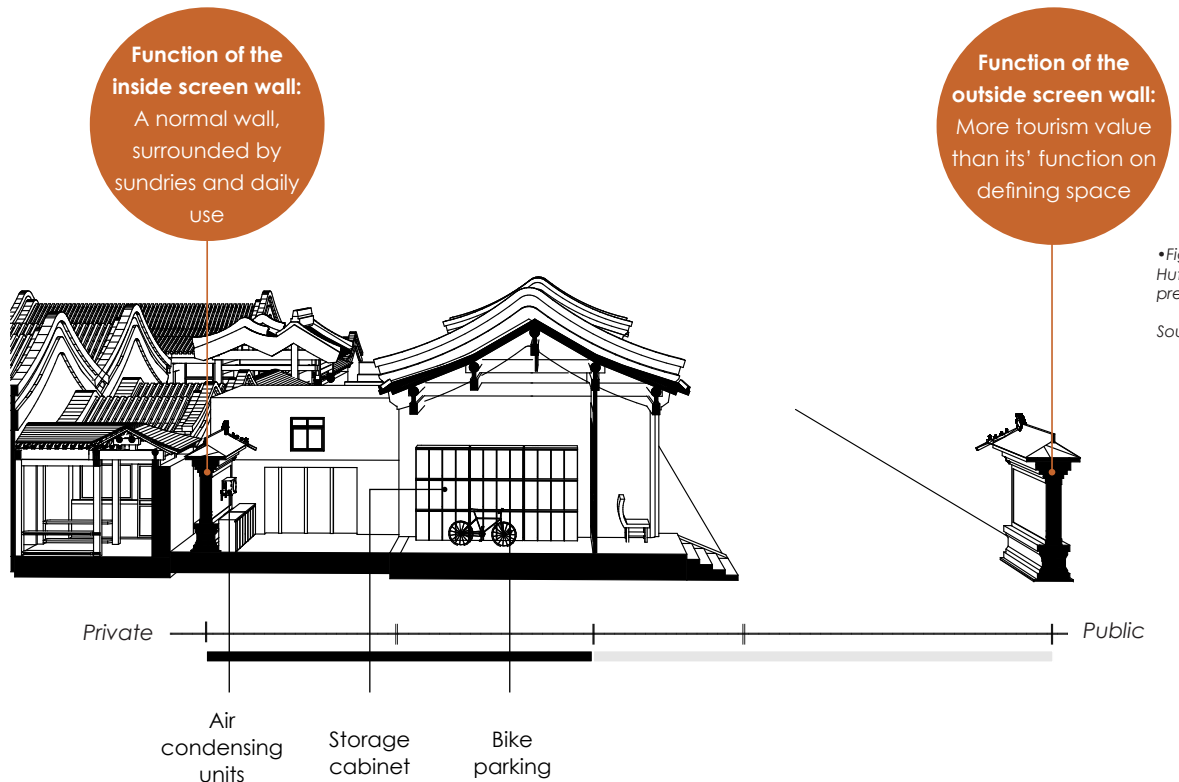 Function of the
inside screen wall:
A normal wall,
surrounded by
sundries and daily
use
Function of the
outside screen wall:
More tourism value
than its' function on
defining space
Private
Public
Air
condensing
units
Storage
cabinet
Bike
parking